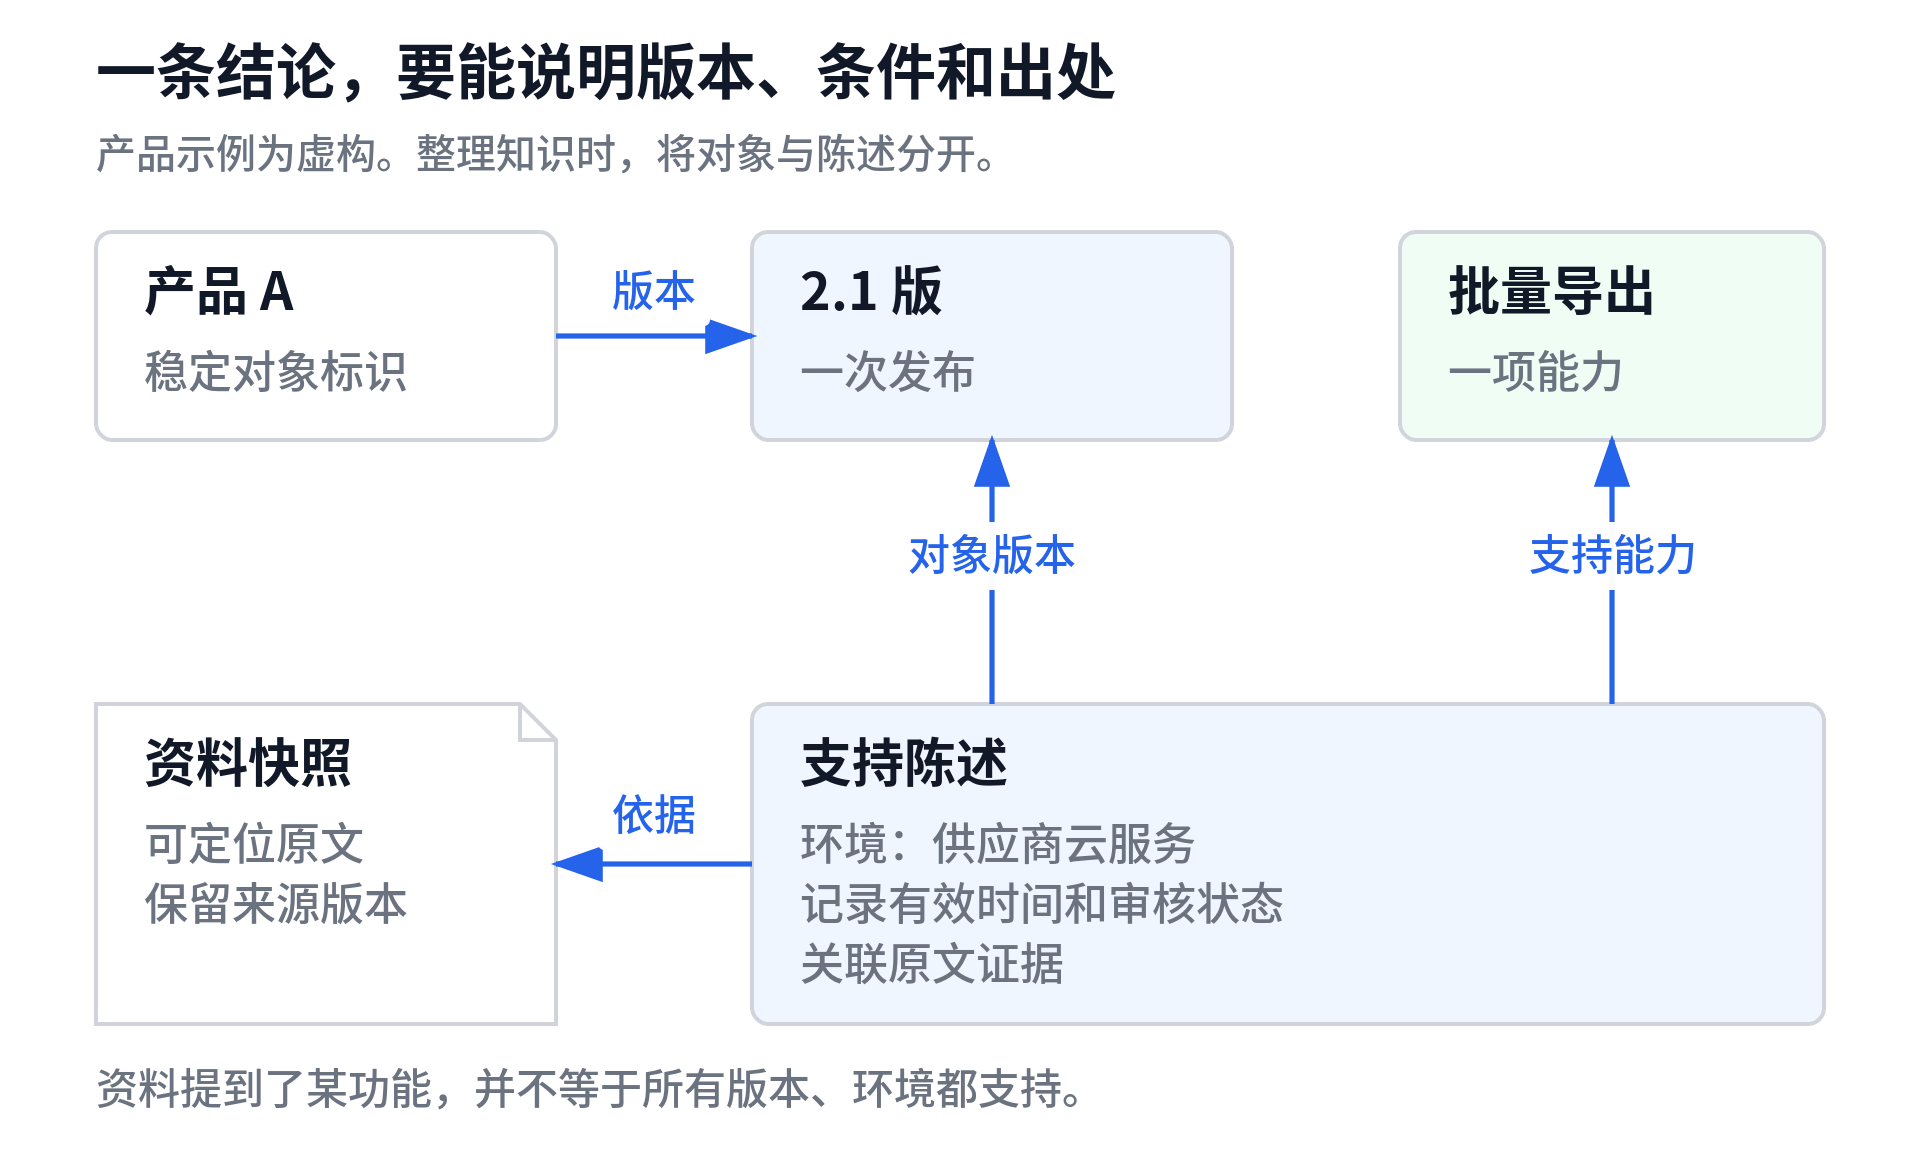 一条结论，要能说明版本、条件和出处
产品示例为虚构。整理知识时，将对象与陈述分开。
产品 A
稳定对象标识
版本
2.1 版
一次发布
批量导出
一项能力
对象版本
支持能力
资料快照
可定位原文
保留来源版本
依据
支持陈述
环境：供应商云服务
记录有效时间和审核状态
关联原文证据
资料提到了某功能，并不等于所有版本、环境都支持。